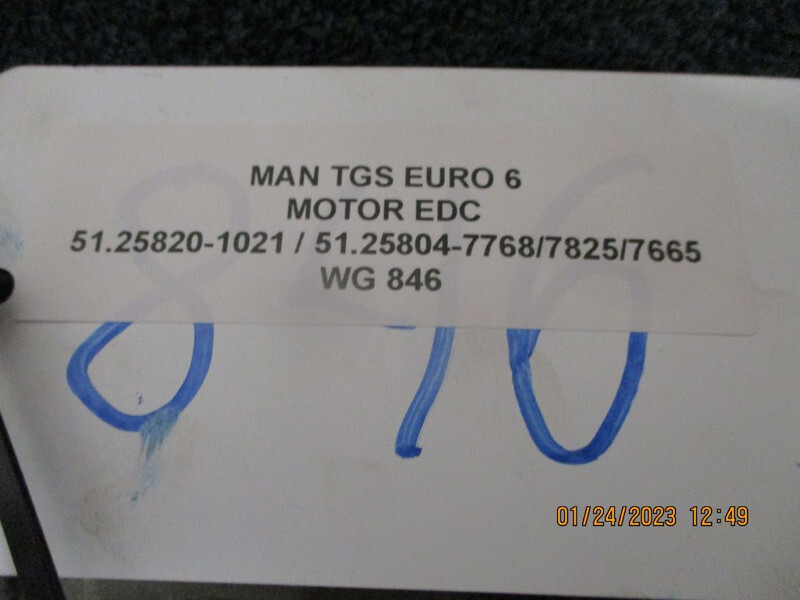 MAN TGS EURO 6
MOTOR EDC
51.25820-1021 / 51.25804-7768/7825/7665
WG 846
846
01/24/2023 12:49